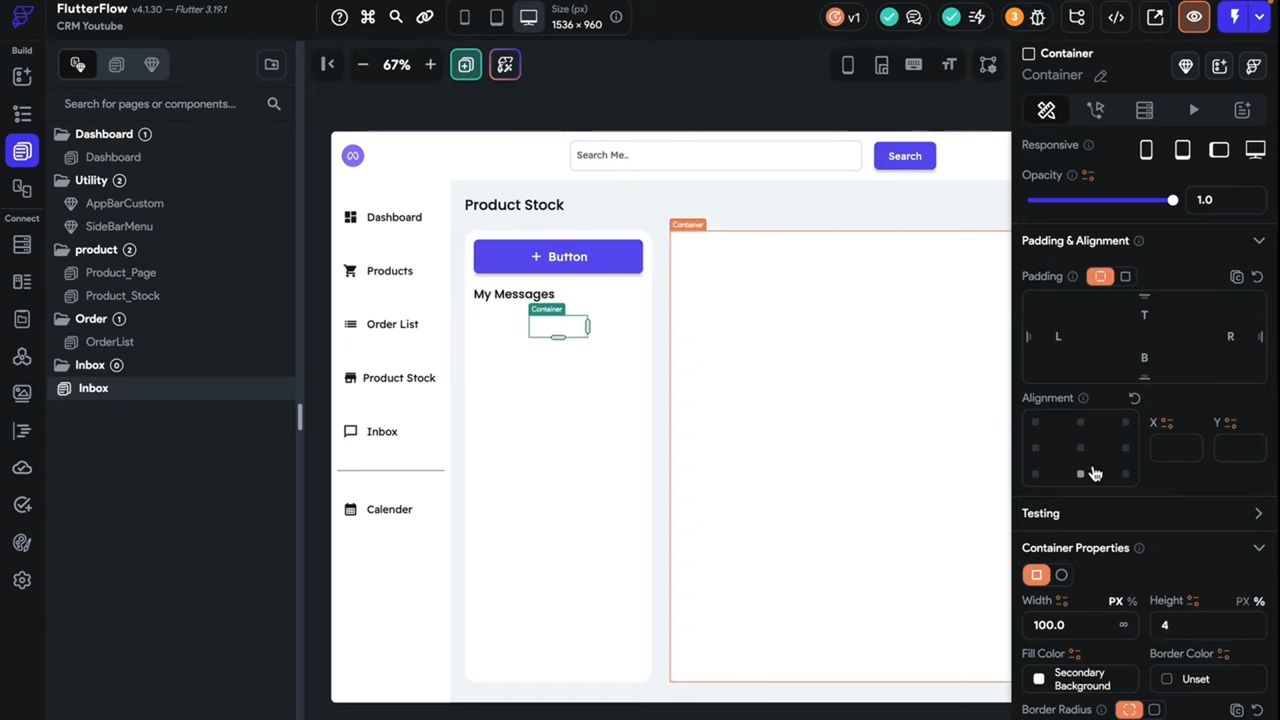 FlutterFlow v4.1.30 - Flutter 3.19.1
CRM Youtube
Size (px)
1536 × 960
v1
3
Build
Connect
Search for pages or components...
Dashboard (1)
Dashboard
Utility (2)
AppBarCustom
SideBarMenu
product (2)
Product_Page
Product_Stock
Order (1)
OrderList
Inbox (0)
Inbox
67%
Search Me..
Search
Dashboard
Products
Order List
Product Stock
Inbox
Calender
Product Stock
+ Button
My Messages
Container
Container
Container
Container
Responsive
Opacity
1.0
Padding & Alignment
Padding
T
L
R
B
Alignment
X
Y
Testing
Container Properties
Width PX %
Height PX %
100.0 ∞
4
Fill Color
Border Color
Secondary
Background
Unset
Border Radius